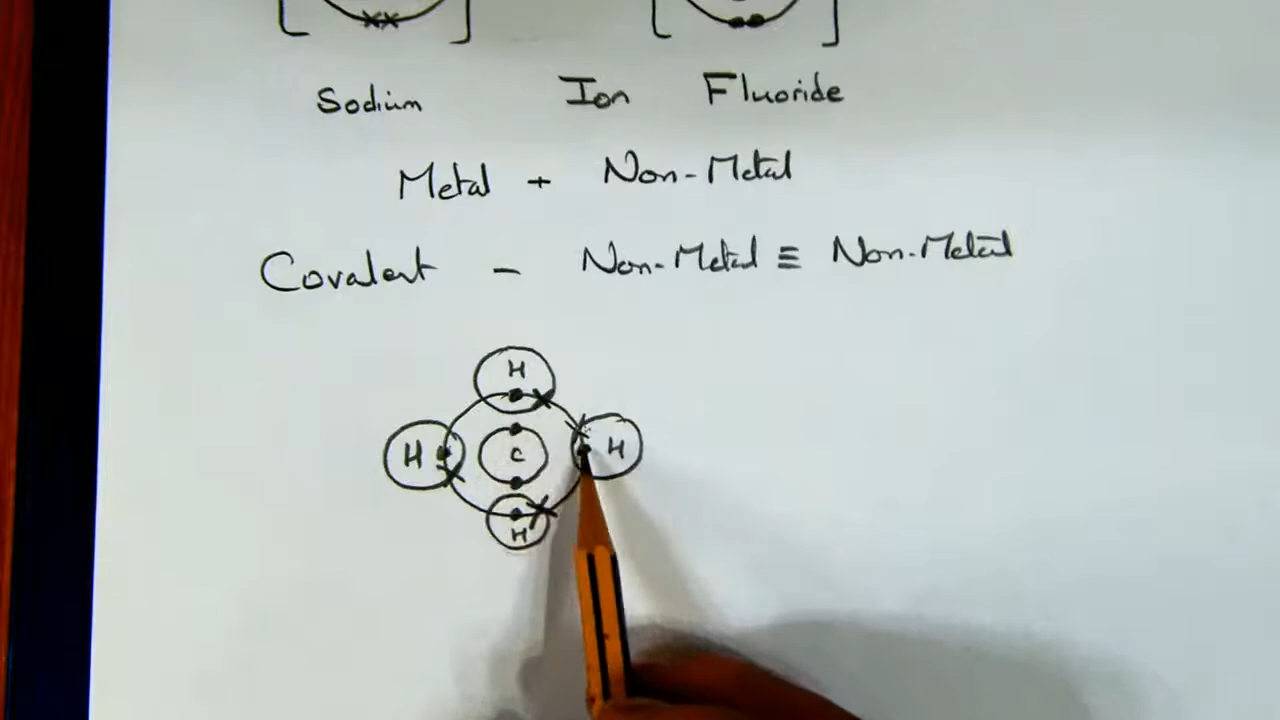 Sodium Ion Fluoride
Metal + Non-Metal
Covalent - Non-Metal ≡ Non-Metal
H
H C H
H